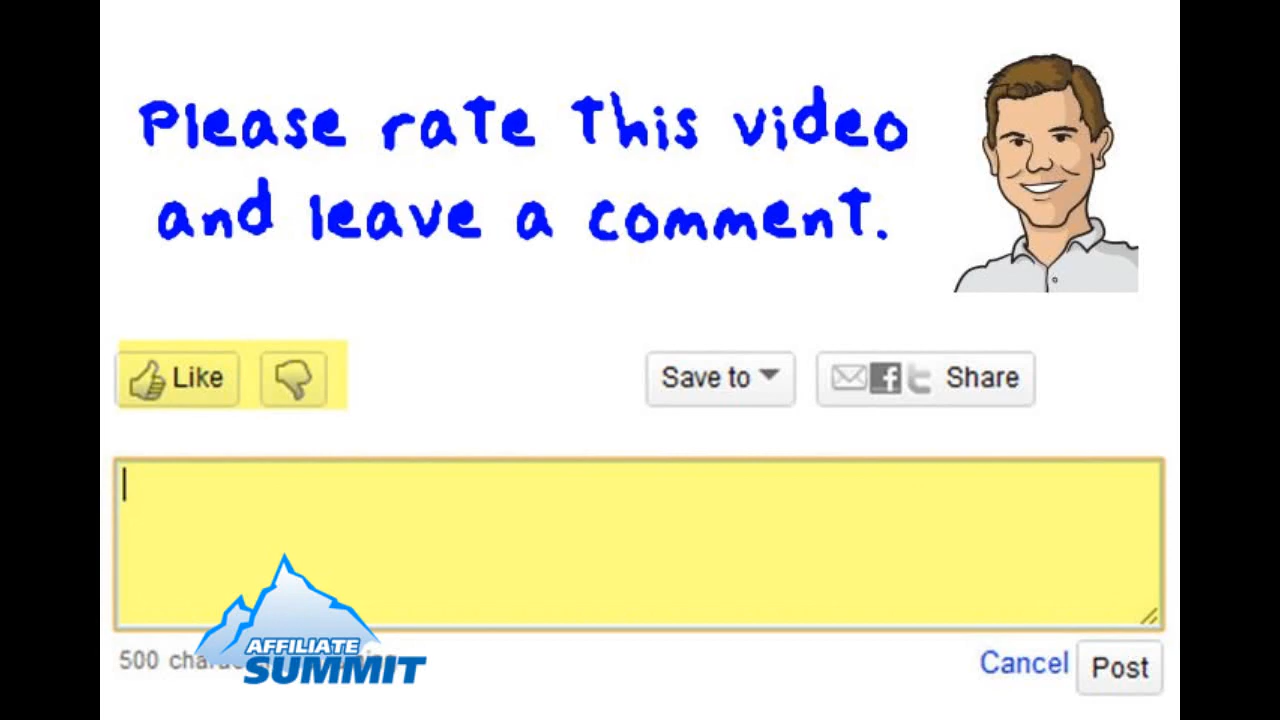 Please rate this video
and leave a comment.
Like
Save to
Share
500
AFFILIATE
SUMMIT
Cancel
Post